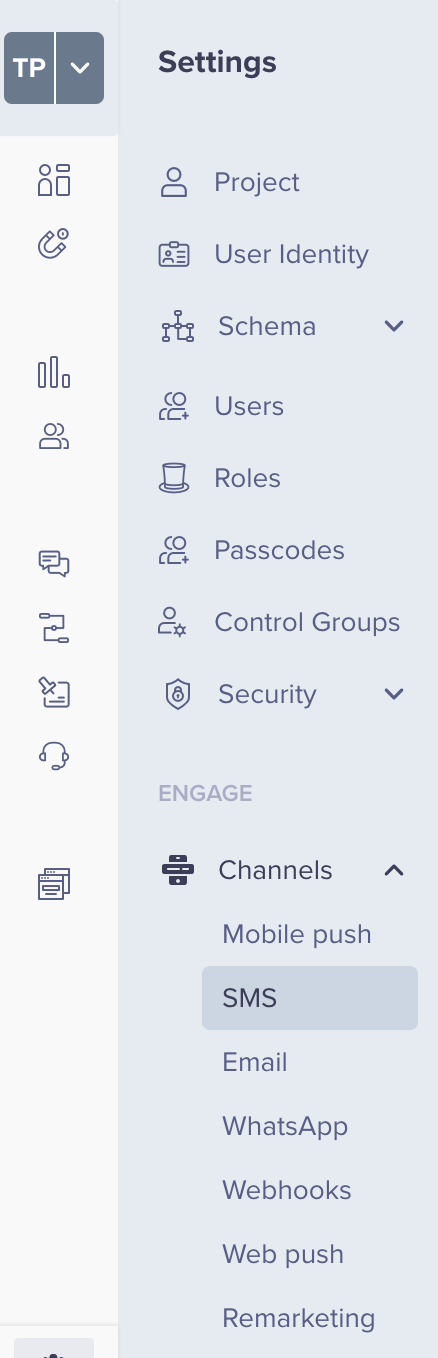 TP
Settings
Project
User Identity
Schema
Users
Roles
Passcodes
Control Groups
Security
ENGAGE
Channels
Mobile push
SMS
Email
WhatsApp
Webhooks
Web push
Remarketing